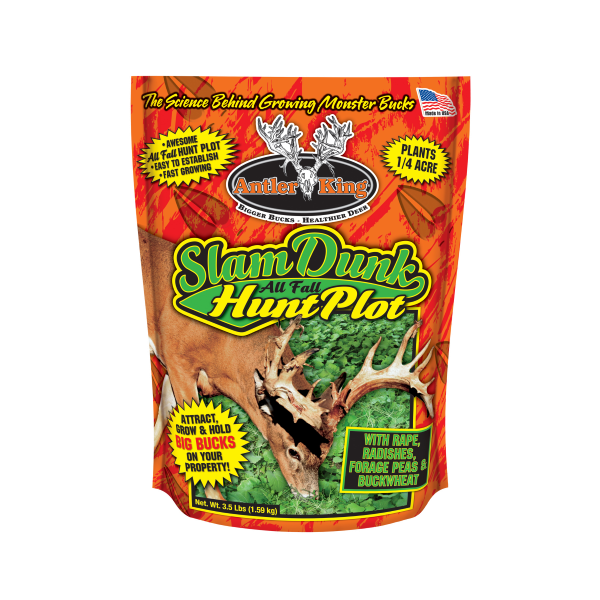 The Science Behind Growing Monster Bucks
Made in USA
• AWESOME
All Fall HUNT PLOT
• EASY TO ESTABLISH
• FAST GROWING
Antler King
BIGGER BUCKS - HEALTHIER DEER
PLANTS
1/4 ACRE
Slam Dunk
All Fall
Hunt Plot
ATTRACT,
GROW & HOLD
BIG BUCKS
ON YOUR
PROPERTY!
WITH RAPE,
RADISHES,
FORAGE PEAS &
BUCKWHEAT
Net. Wt. 3.5 Lbs (1.59 kg)